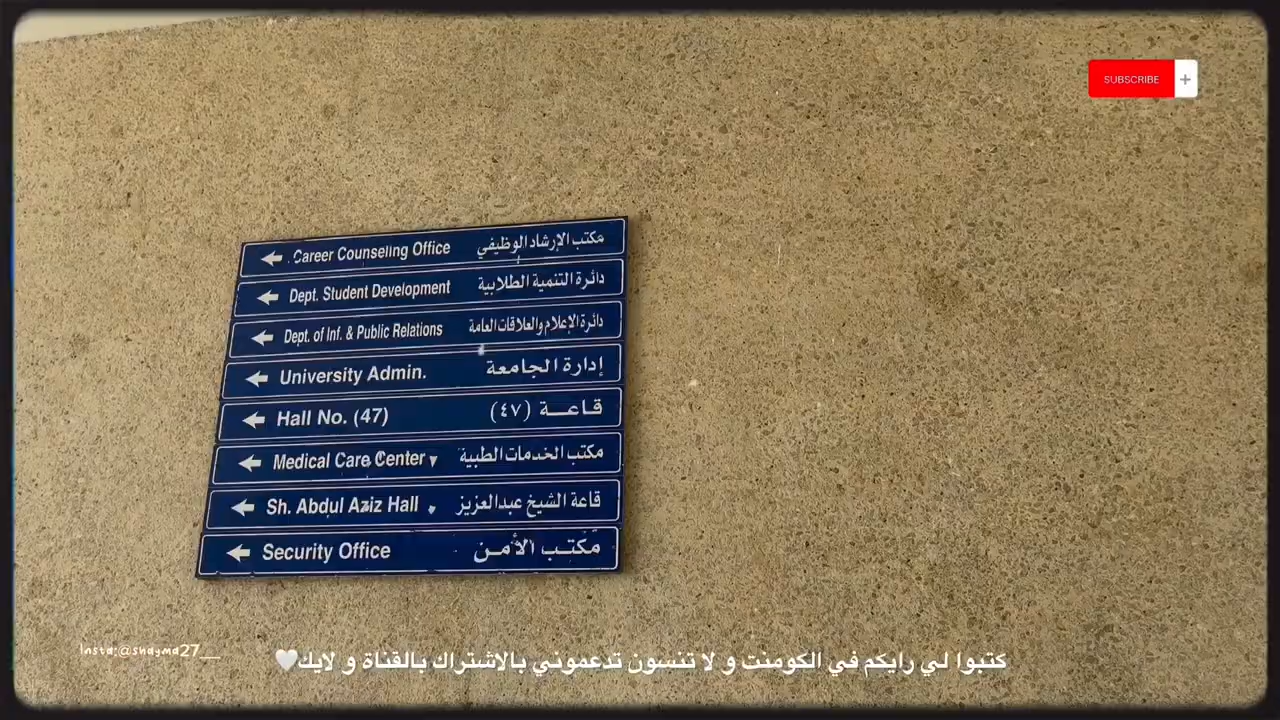 SUBSCRIBE +
Career Counseling Office مكتب الإرشاد الوظيفي
Dept. Student Development دائرة التنمية الطلابية
Dept. of Inf. & Public Relations دائرة الإعلام والعلاقات العامة
University Admin. إدارة الجامعة
Hall No. (47) قاعة (٤٧)
Medical Care Center مكتب الخدمات الطبية
Sh. Abdul Aziz Hall قاعة الشيخ عبدالعزيز
Security Office مكتب الأمن
Insta:@shayma27__
كتبوا لي رايكم في الكومنت و لا تنسون تدعموني بالاشتراك بالقناة و لايك🤍